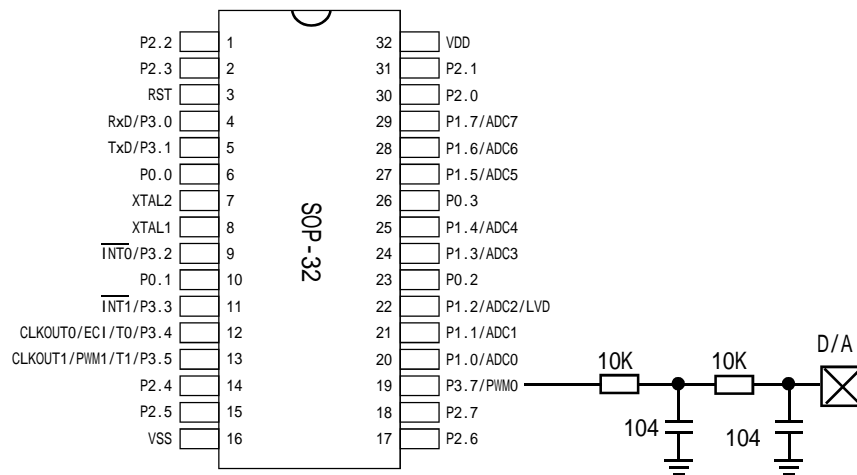 P2.2 1 32 VDD
P2.3 2 31 P2.1
RST 3 30 P2.0
RxD/P3.0 4 29 P1.7/ADC7
TxD/P3.1 5 28 P1.6/ADC6
P0.0 6 27 P1.5/ADC5
XTAL2 7 26 P0.3
XTAL1 8 25 P1.4/ADC4
INT0/P3.2 9 24 P1.3/ADC3
P0.1 10 23 P0.2
INT1/P3.3 11 22 P1.2/ADC2/LVD
CLKOUT0/ECI/T0/P3.4 12 21 P1.1/ADC1
CLKOUT1/PWM1/T1/P3.5 13 20 P1.0/ADC0
P2.4 14 19 P3.7/PWM0
P2.5 15 18 P2.7
VSS 16 17 P2.6
SOP-32
10K 10K D/A
104 104